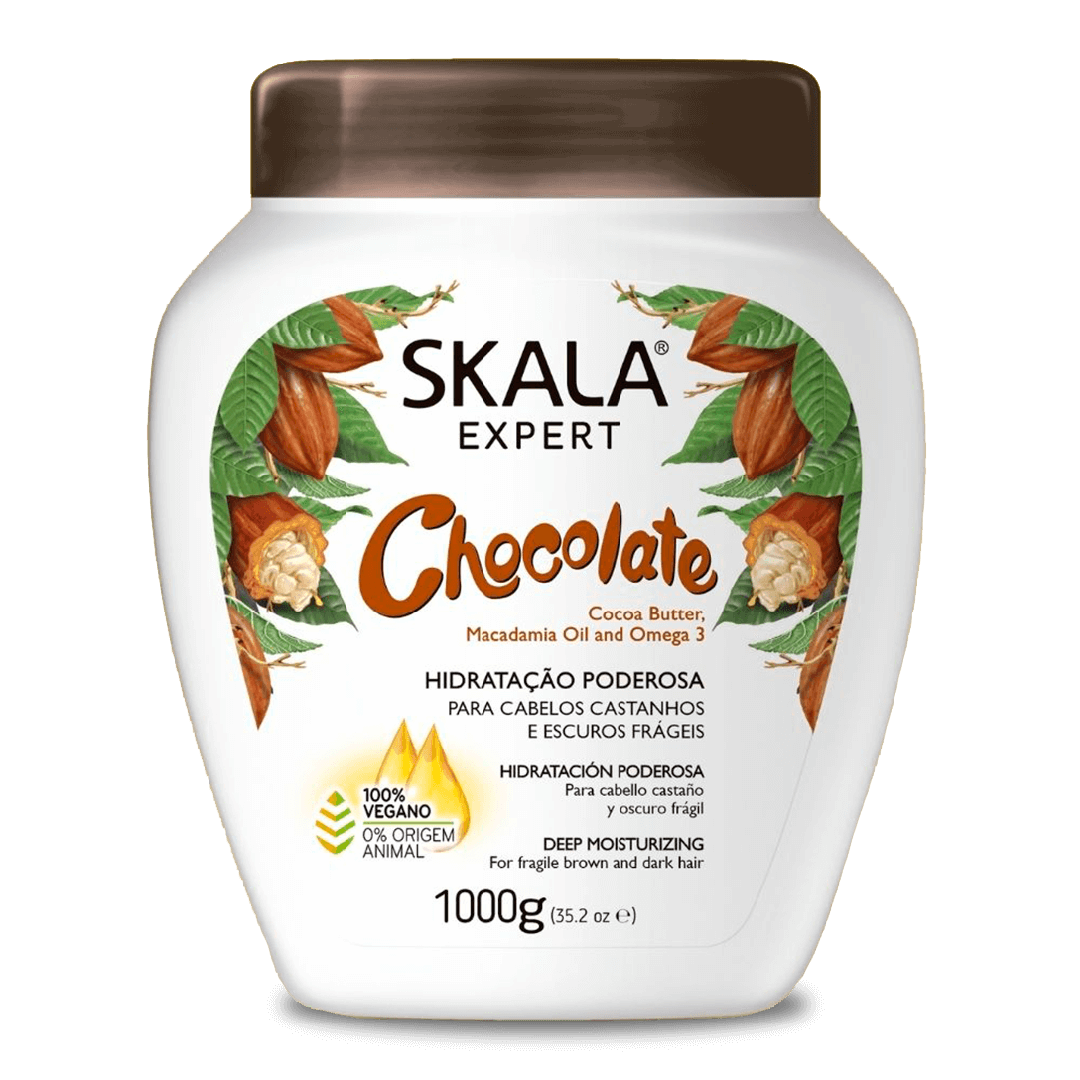 SKALA®
EXPERT
Chocolate
Cocoa Butter,
Macadamia Oil and Omega 3
HIDRATAÇÃO PODEROSA
PARA CABELOS CASTANHOS
E ESCUROS FRÁGEIS
HIDRATACIÓN PODEROSA
Para cabello castaño
y oscuro frágil
100%
VEGANO
0% ORIGEM
ANIMAL
DEEP MOISTURIZING
For fragile brown and dark hair
1000g (35.2 oz ℮)